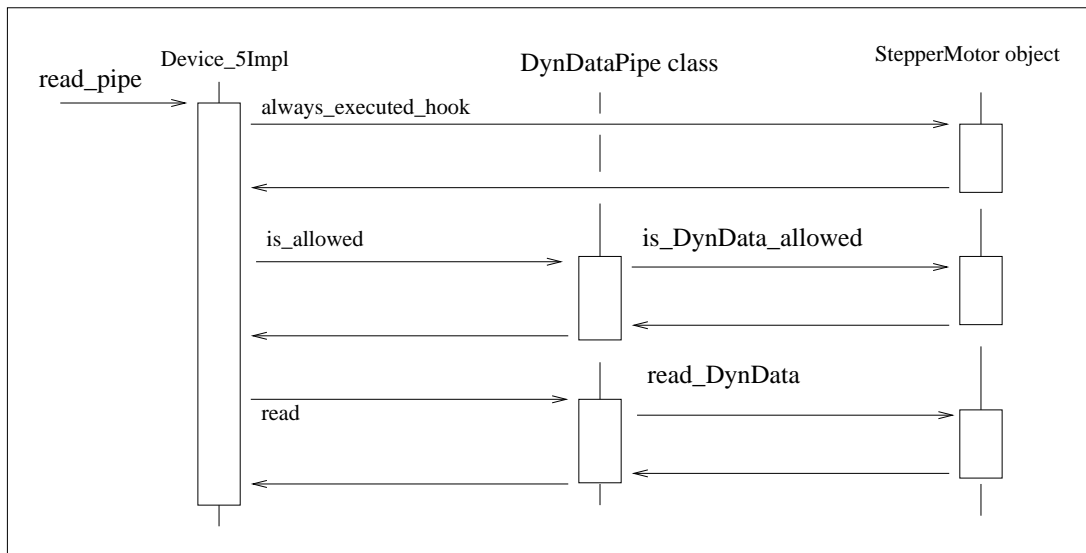 Device_5Impl
DynDataPipe class
StepperMotor object
read_pipe
always_executed_hook
is_allowed
is_DynData_allowed
read_DynData
read